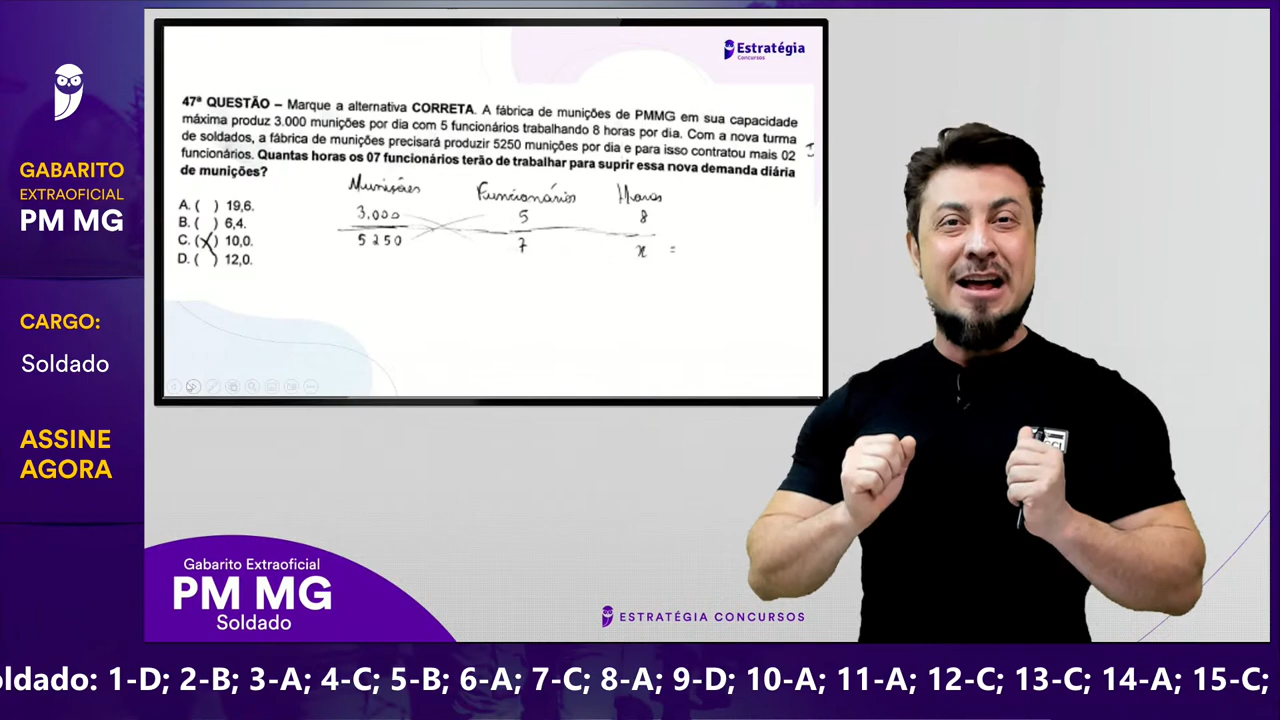 GABARITO
EXTRAOFICIAL
PM MG
CARGO:
Soldado
ASSINE
AGORA
Estratégia
Concursos
47ª QUESTÃO – Marque a alternativa CORRETA. A fábrica de munições de PMMG em sua capacidade
máxima produz 3.000 munições por dia com 5 funcionários trabalhando 8 horas por dia. Com a nova turma
de soldados, a fábrica de munições precisará produzir 5250 munições por dia e para isso contratou mais 02
funcionários. Quantas horas os 07 funcionários terão de trabalhar para suprir essa nova demanda diária
de munições?
A. ( ) 19,6.
B. ( ) 6,4.
C. (x) 10,0.
D. ( ) 12,0.
Munições Funcionários Horas
3.000 5 8
5250 7 x =
Gabarito Extraoficial
PM MG
Soldado
ESTRATÉGIA CONCURSOS
oldado: 1-D; 2-B; 3-A; 4-C; 5-B; 6-A; 7-C; 8-A; 9-D; 10-A; 11-A; 12-C; 13-C; 14-A; 15-C;